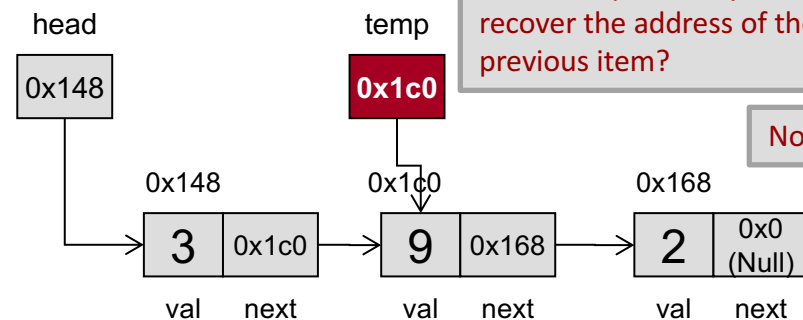 recover the address of the
previous item?
No
head
temp
0x148
0x1c0
0x148
0x1c0
0x168
3
0x1c0
9
0x168
2
0x0
(Null)
val
next
val
next
val
next